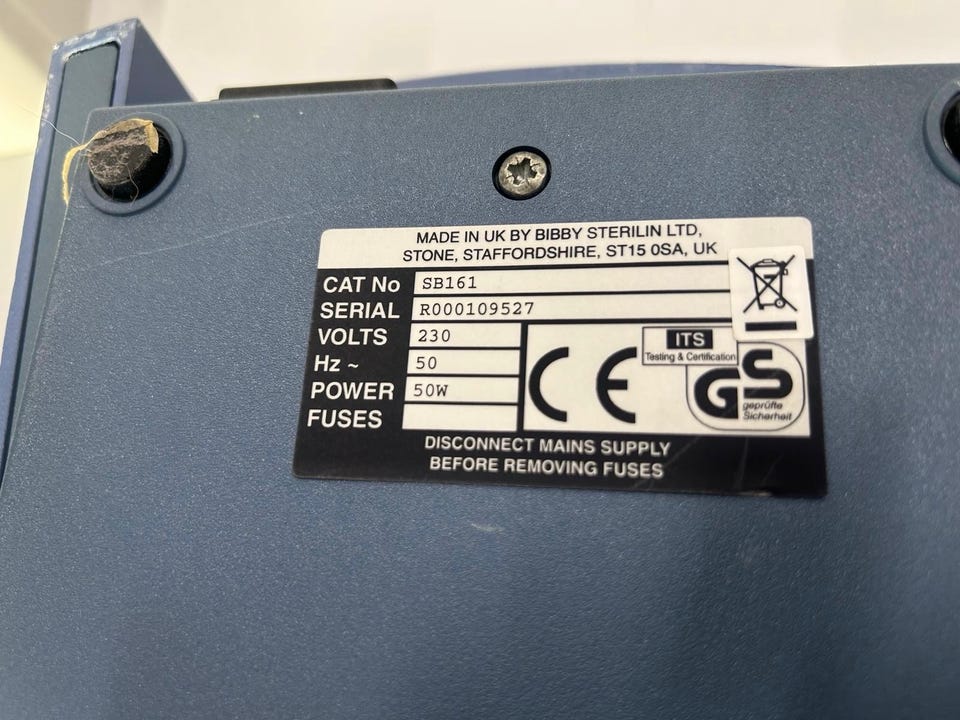 MADE IN UK BY BIBBY STERILIN LTD,
STONE, STAFFORDSHIRE, ST15 0SA, UK
CAT No SB161
SERIAL R000109527
VOLTS 230
Hz ~ 50
POWER 50W
FUSES
CE
ITS
Testing & Certification
GS
geprüfte
Sicherheit
DISCONNECT MAINS SUPPLY
BEFORE REMOVING FUSES